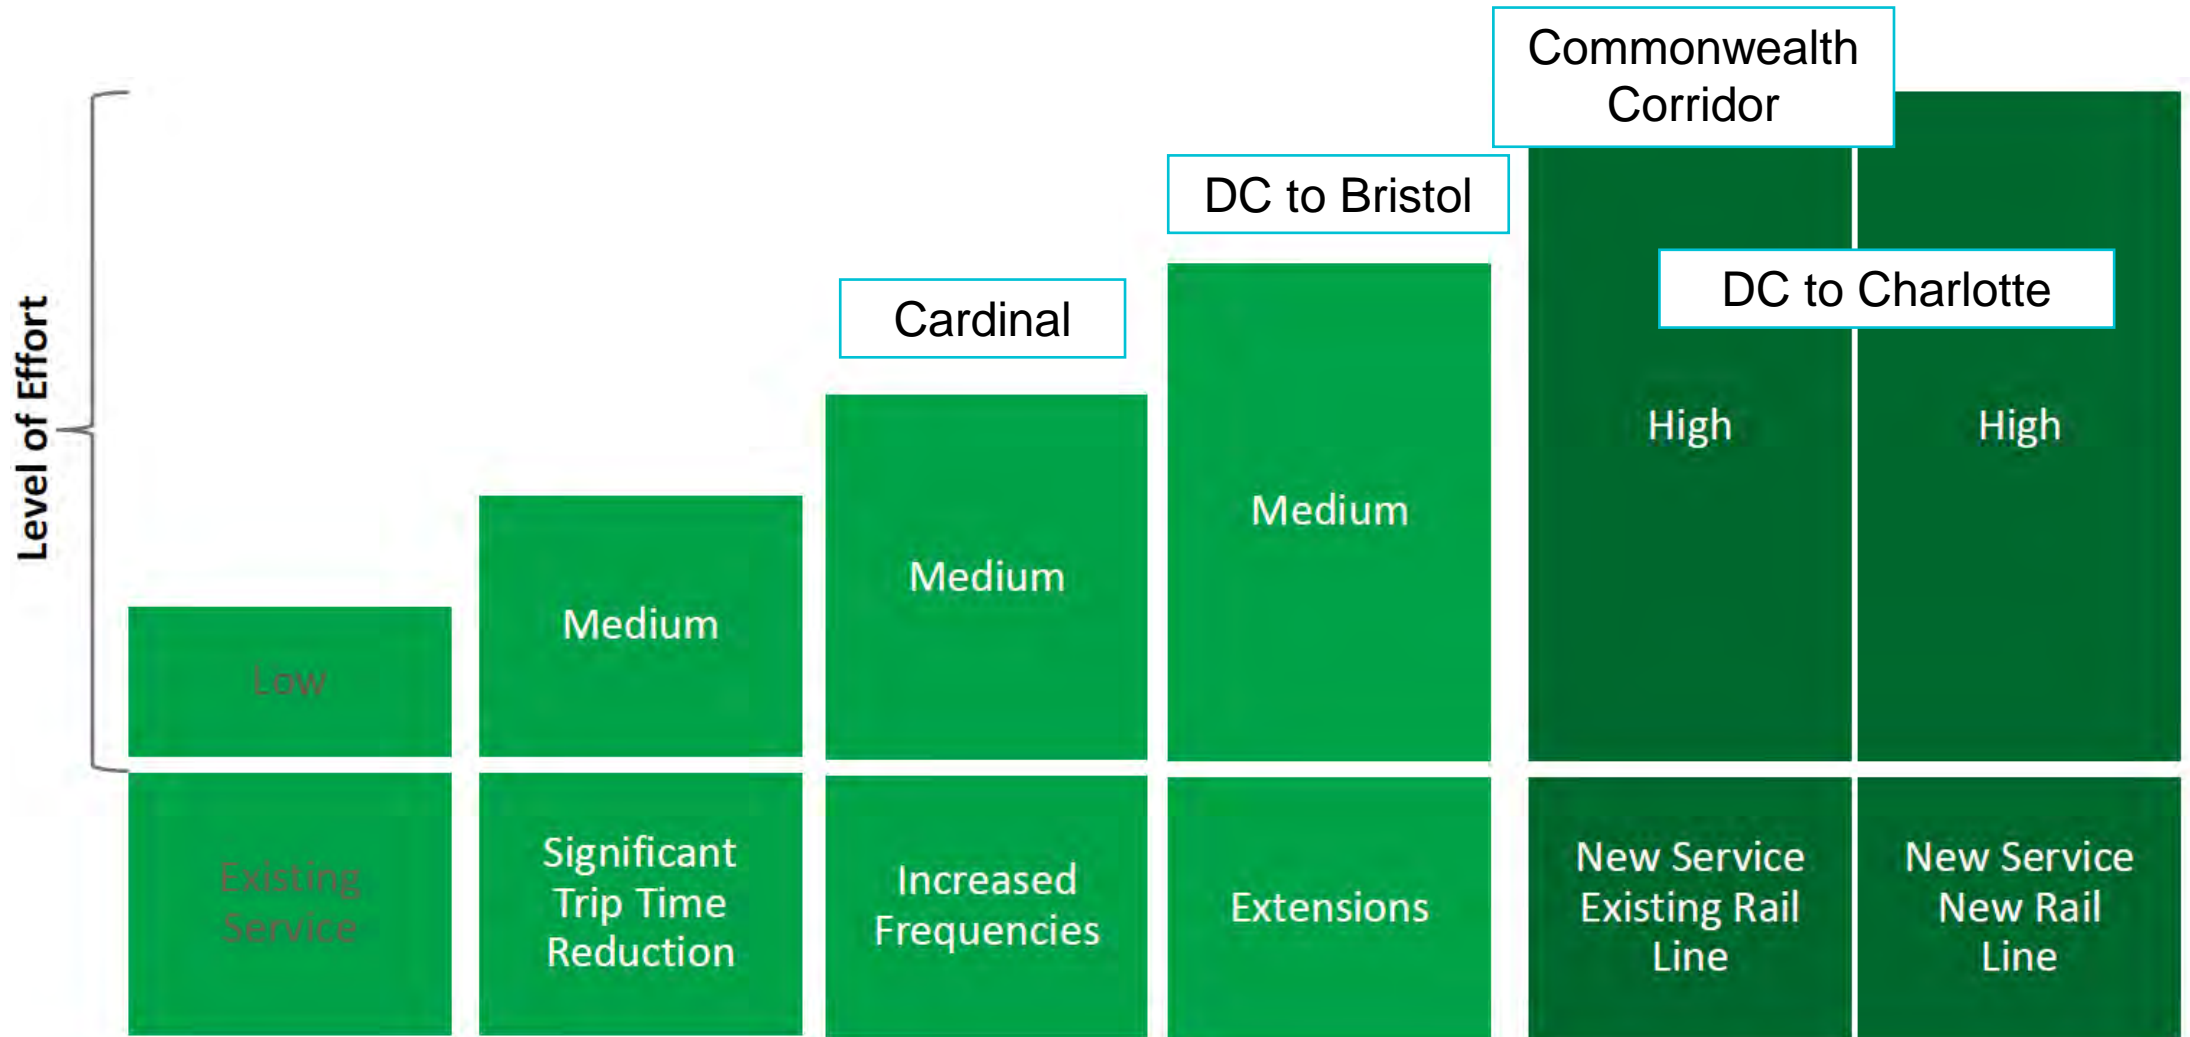 Commonwealth
Corridor
DC to Bristol
Cardinal
DC to Charlotte
Level of Effort
Low
Medium
Medium
Medium
High
High
Existing
Service
Significant
Trip Time
Reduction
Increased
Frequencies
Extensions
New Service
Existing Rail
Line
New Service
New Rail
Line